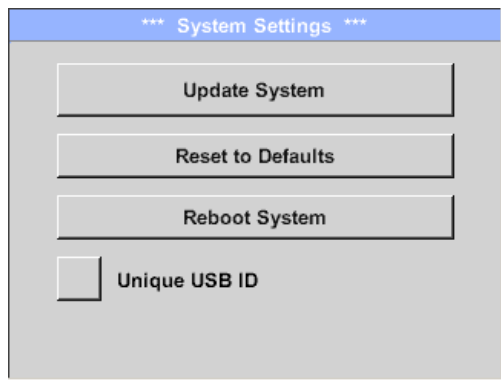 *** System Settings ***
Update System
Reset to Defaults
Reboot System
Unique USB ID